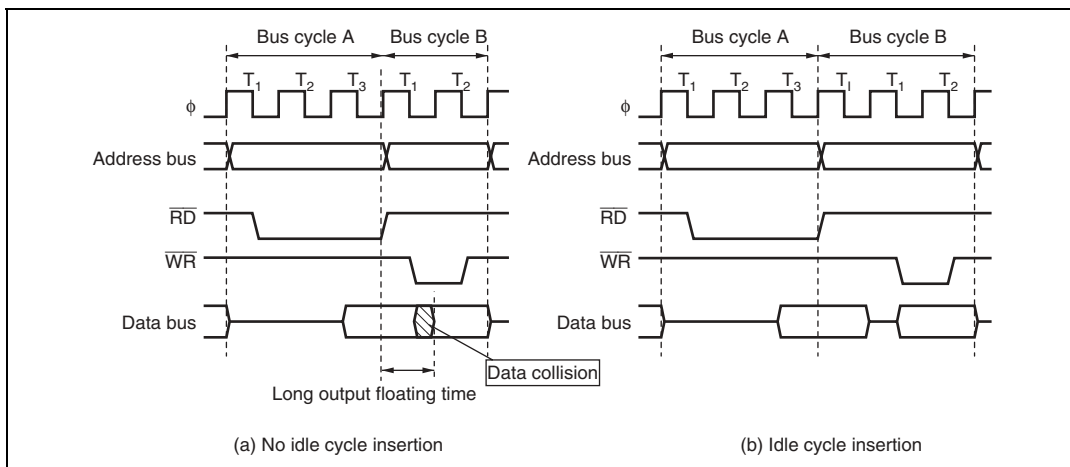 Bus cycle A Bus cycle B Bus cycle A Bus cycle B
T1 T2 T3 T1 T2 T1 T2 T3 TI T1 T2
ϕ ϕ
Address bus Address bus
RD RD
WR WR
Data bus Data bus
Data collision
Long output floating time
(a) No idle cycle insertion (b) Idle cycle insertion